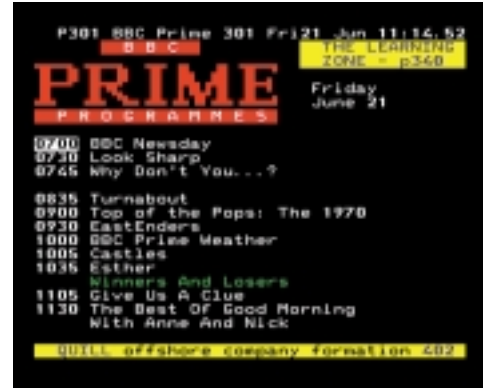 P301 BBC Prime 301 Fri21 Jun 11:14.52
BBC
PRIME
PROGRAMMES
THE LEARNING
ZONE - p360
Friday
June 21
0700 BBC Newsday
0730 Look Sharp
0745 Why Don't You...?
0835 Turnabout
0900 Top of the Pops: The 1970
0930 EastEnders
1000 BBC Prime Weather
1005 Castles
1035 Esther
Winners And Losers
1105 Give Us A Clue
1130 The Best Of Good Morning
With Anne And Nick
QUILL offshore company formation 482